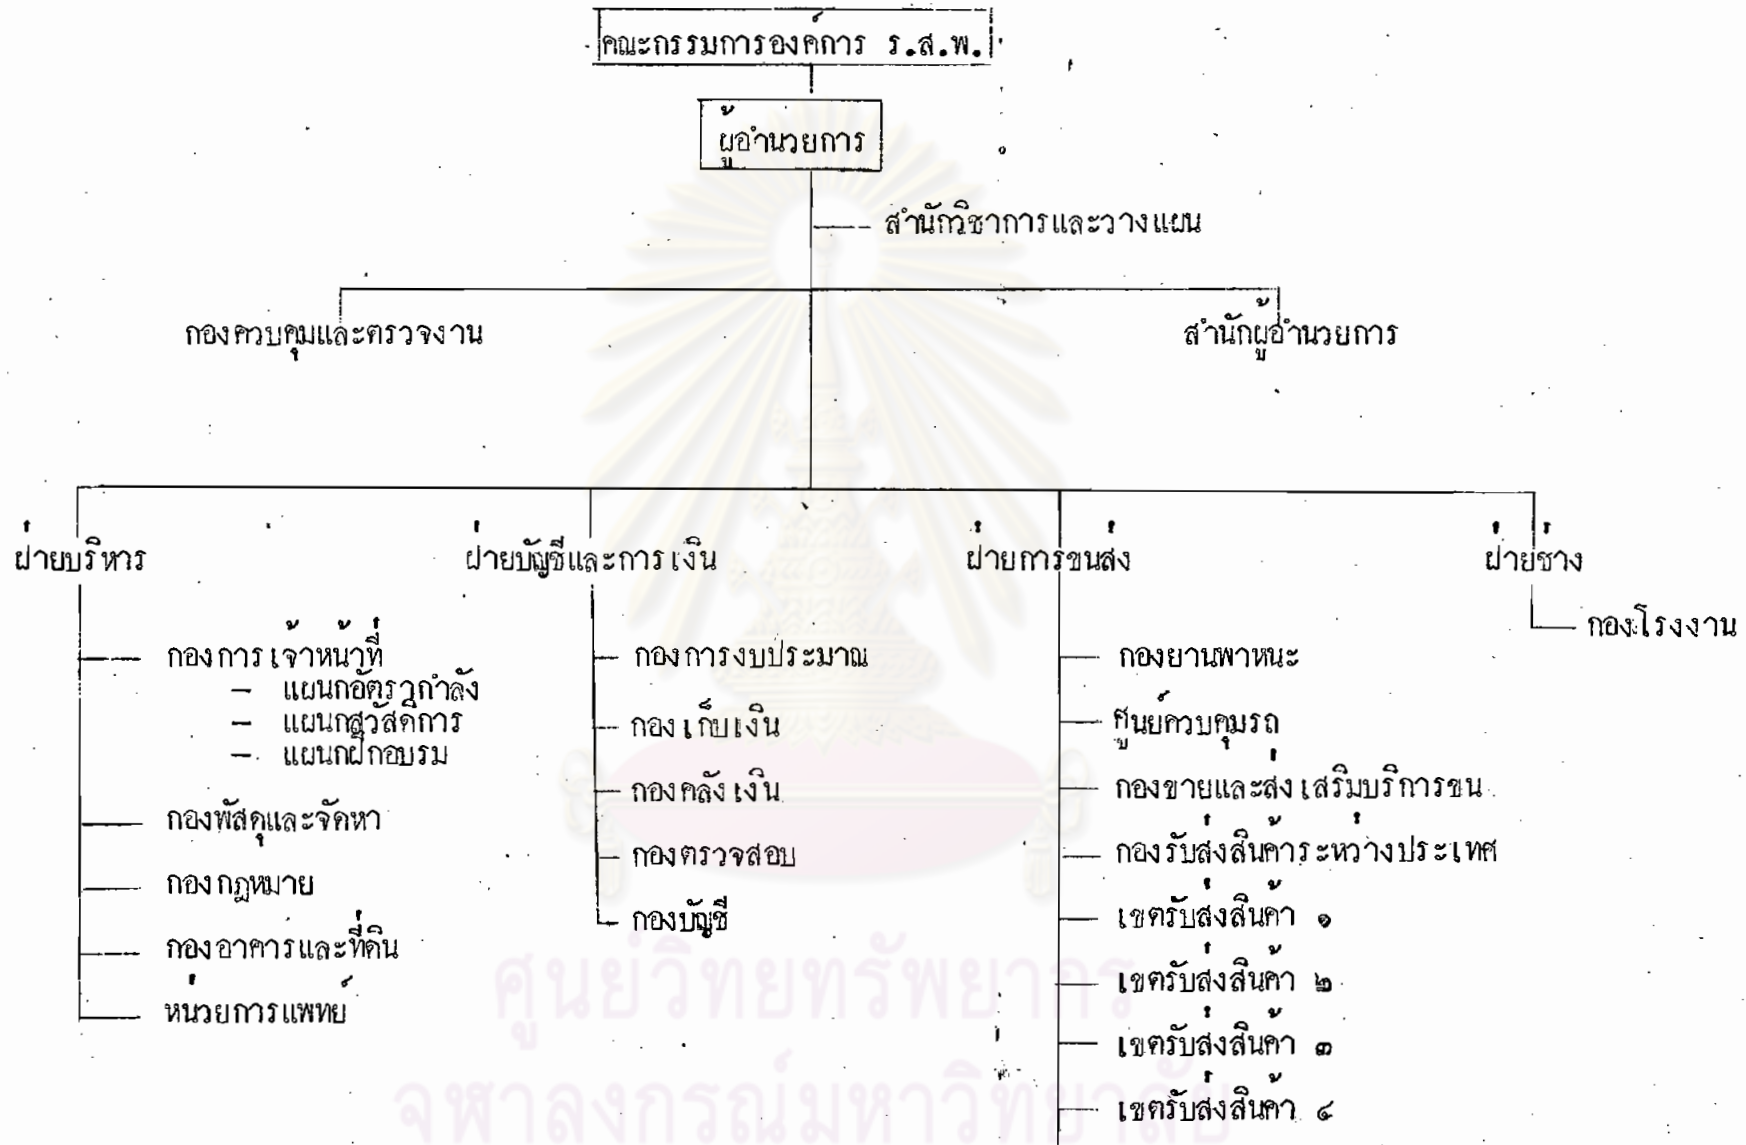 คณะกรรมการองค์การ ร.ส.พ.
ผู้อำนวยการ
สำนักวิชาการและวางแผน
กองควบคุมและตรวจงาน
สำนักผู้อำนวยการ
ฝ่ายบริหาร
กองการเจ้าหน้าที่
— แผนกอัตรากำลัง
— แผนกสวัสดิการ
— แผนกฝึกอบรม
กองพัสดุและจัดหา
กองกฎหมาย
กองอาคารและที่ดิน
หน่วยการแพทย์
ฝ่ายบัญชีและการเงิน
กองการงบประมาณ
กองเก็บเงิน
กองคลังเงิน
กองตรวจสอบ
กองบัญชี
ฝ่ายการขนส่ง
กองยานพาหนะ
ศูนย์ควบคุมรถ
กองขายและส่งเสริมบริการขน
กองรับส่งสินค้าระหว่างประเทศ
เขตรับส่งสินค้า ๑
เขตรับส่งสินค้า ๒
เขตรับส่งสินค้า ๓
เขตรับส่งสินค้า ๔
ฝ่ายช่าง
กองโรงงาน
ศูนย์วิทยทรัพยากร
จุฬาลงกรณ์มหาวิทยาลัย